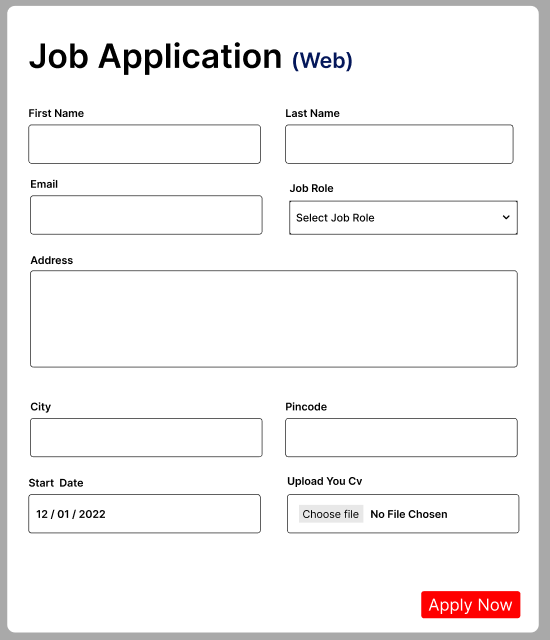 Job Application (Web)
First Name
Last Name
Email
Job Role
Select Job Role
Address
City
Pincode
Start Date
Upload You Cv
12 / 01 / 2022
Choose file No File Chosen
Apply Now